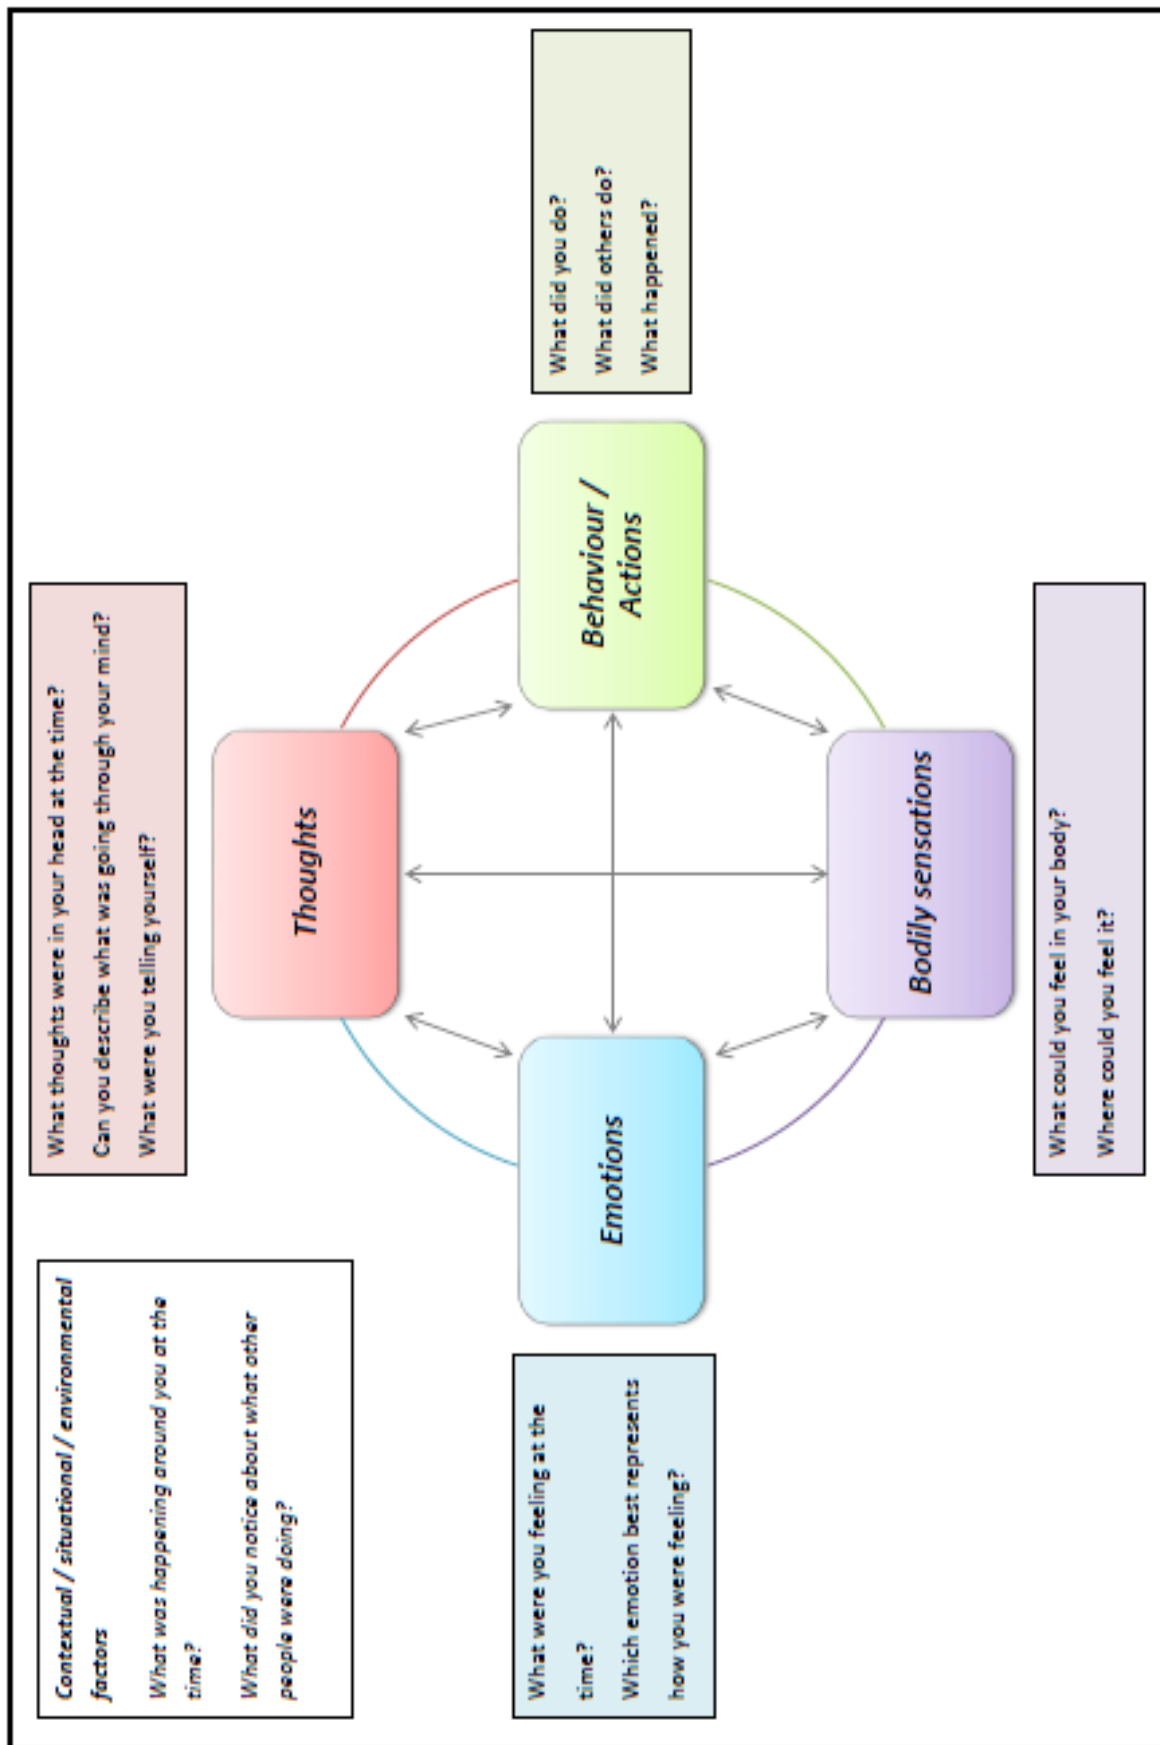 Contextual / situational / environmental
factors
What was happening around you at the
time?
What did you notice about what other
people were doing?
What thoughts were in your head at the time?
Can you describe what was going through your mind?
What were you telling yourself?
Thoughts
What were you feeling at the
time?
Which emotion best represents
how you were feeling?
Emotions
Behaviour /
Actions
What did you do?
What did others do?
What happened?
Bodily sensations
What could you feel in your body?
Where could you feel it?